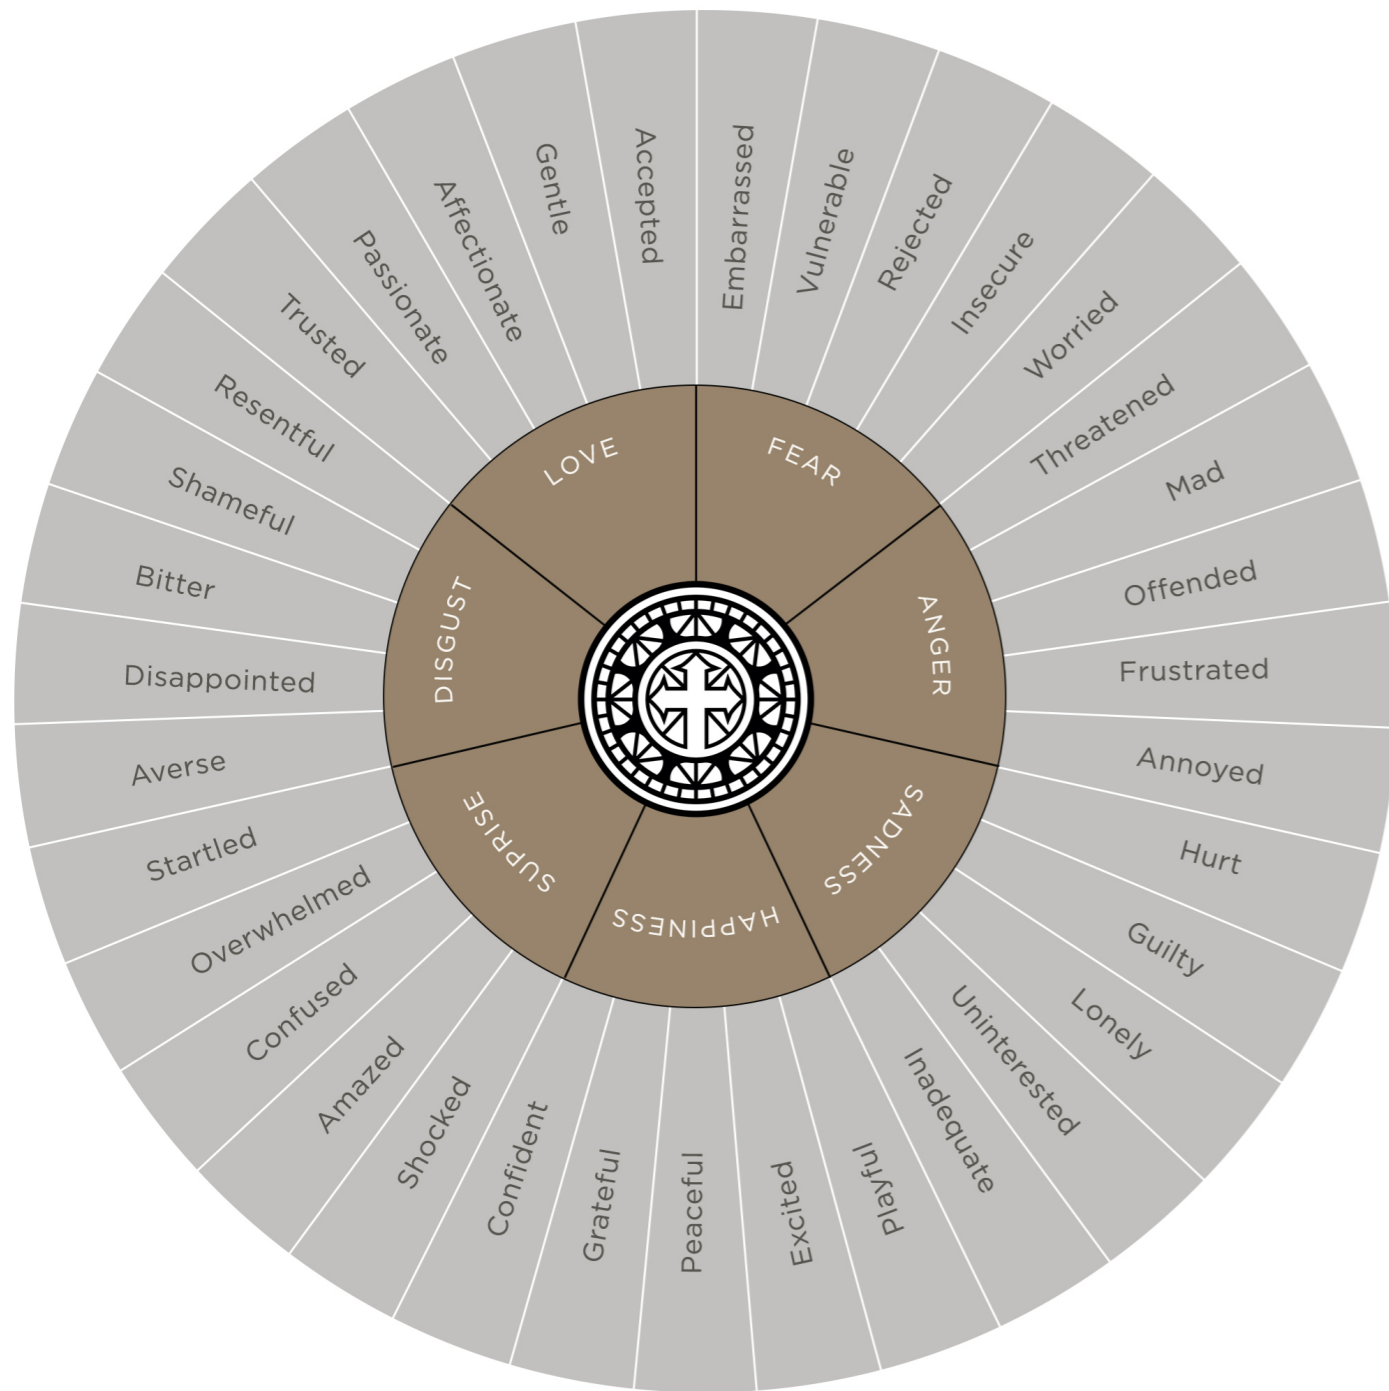 FEAR
Embarrassed
Vulnerable
Rejected
Insecure
Worried
ANGER
Threatened
Mad
Offended
Frustrated
Annoyed
SADNESS
Hurt
Guilty
Lonely
Uninterested
Inadequate
HAPPINESS
Playful
Excited
Peaceful
Grateful
Confident
SUPRISE
Shocked
Amazed
Confused
Overwhelmed
Startled
DISGUST
Averse
Disappointed
Bitter
Shameful
Resentful
LOVE
Trusted
Passionate
Affectionate
Gentle
Accepted